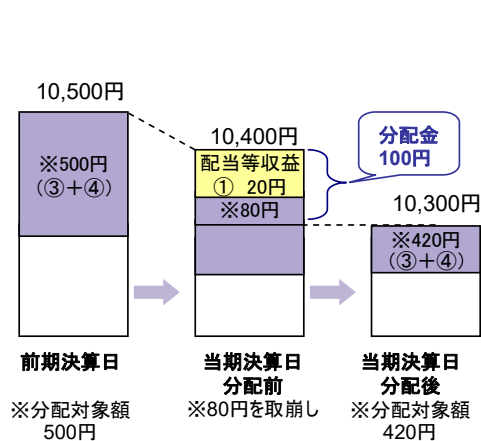 10,500円
※500円
（③＋④）
前期決算日
※分配対象額
500円
10,400円
配当等収益
① 20円
※80円
分配金
100円
当期決算日
分配前
※80円を取崩し
10,300円
※420円
（③＋④）
当期決算日
分配後
※分配対象額
420円